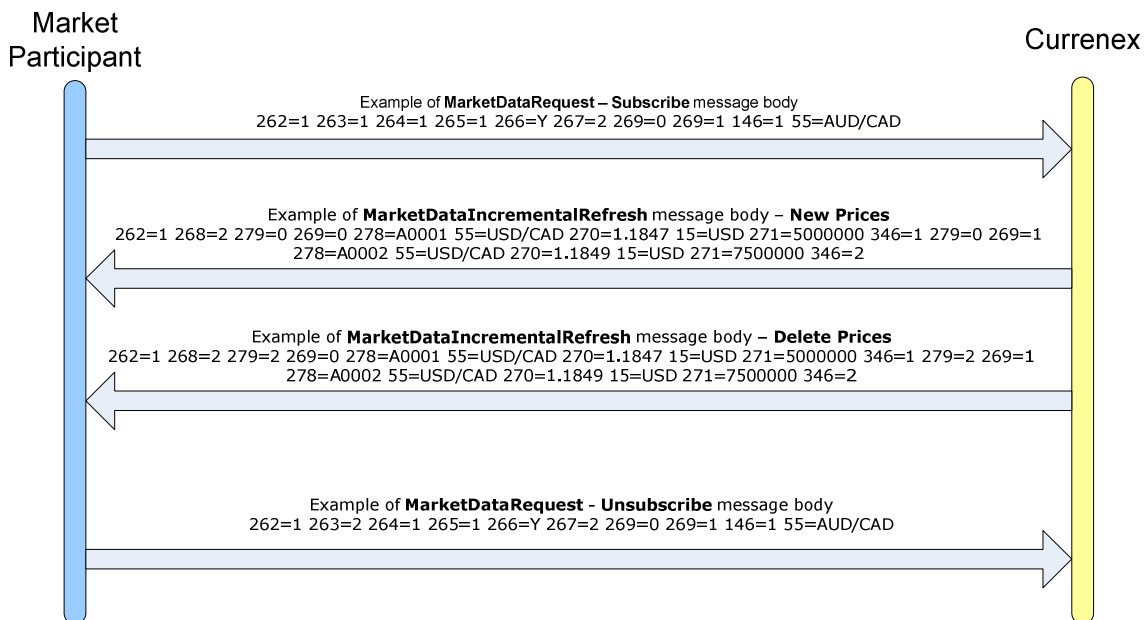 Market
Participant
Currenex
Example of MarketDataRequest – Subscribe message body
262=1 263=1 264=1 265=1 266=Y 267=2 269=0 269=1 146=1 55=AUD/CAD
Example of MarketDataIncrementalRefresh message body – New Prices
262=1 268=2 279=0 269=0 278=A0001 55=USD/CAD 270=1.1847 15=USD 271=5000000 346=1 279=0 269=1
278=A0002 55=USD/CAD 270=1.1849 15=USD 271=7500000 346=2
Example of MarketDataIncrementalRefresh message body – Delete Prices
262=1 268=2 279=2 269=0 278=A0001 55=USD/CAD 270=1.1847 15=USD 271=5000000 346=1 279=2 269=1
278=A0002 55=USD/CAD 270=1.1849 15=USD 271=7500000 346=2
Example of MarketDataRequest - Unsubscribe message body
262=1 263=2 264=1 265=1 266=Y 267=2 269=0 269=1 146=1 55=AUD/CAD